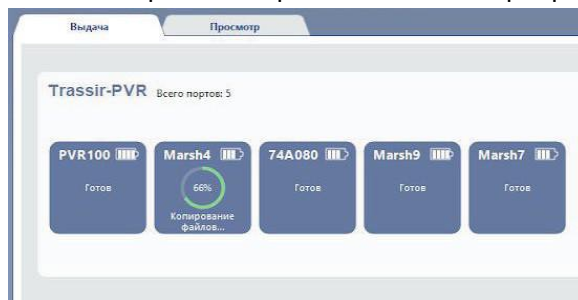 Выдача
Просмотр
Trassir-PVR Всего портов: 5
PVR100
Готов
Marsh4
66%
Копирование
файлов...
74A080
Готов
Marsh9
Готов
Marsh7
Готов